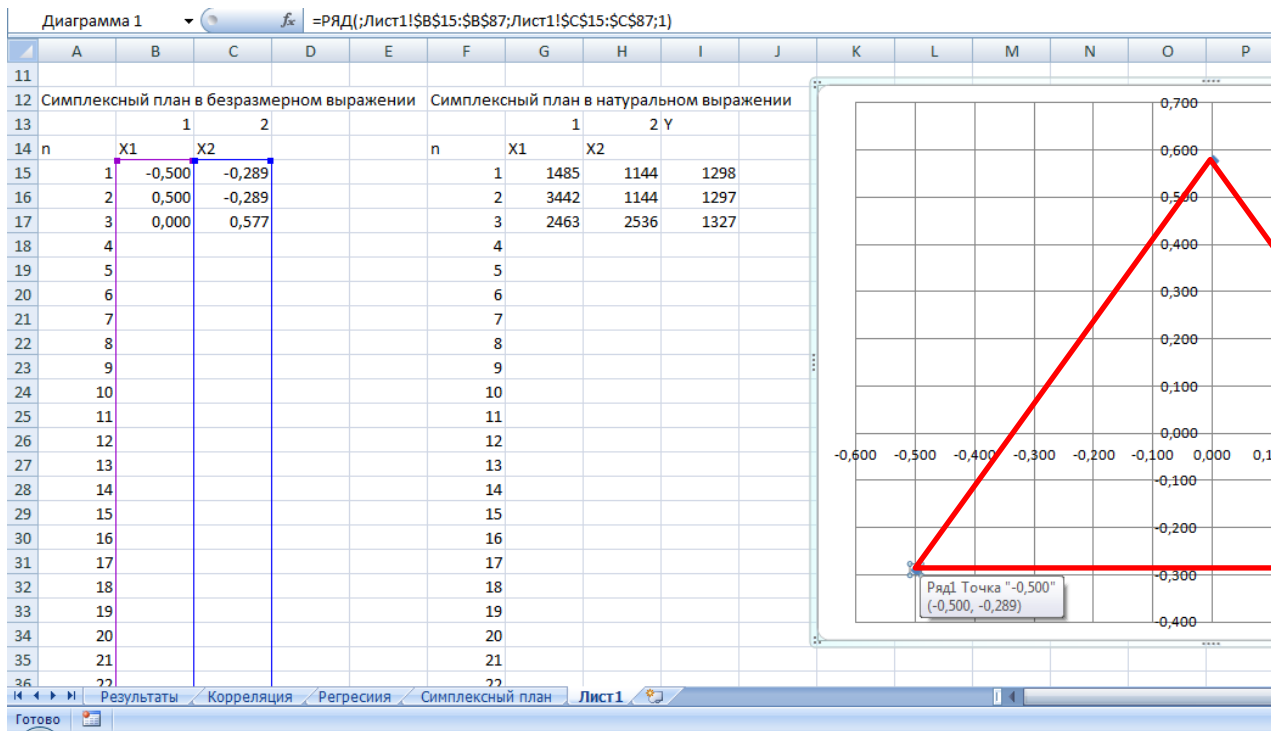 Диаграмма 1 fx =РЯД(;Лист1!$B$15:$B$87;Лист1!$C$15:$C$87;1)
A B C D E F G H I J K L M N O P
11
12 Симплексный план в безразмерном выражении Симплексный план в натуральном выражении
13 1 2 1 2 Y
14 n X1 X2 n X1 X2
15 1 -0,500 -0,289 1 1485 1144 1298
16 2 0,500 -0,289 2 3442 1144 1297
17 3 0,000 0,577 3 2463 2536 1327
18 4 4
19 5 5
20 6 6
21 7 7
22 8 8
23 9 9
24 10 10
25 11 11
26 12 12
27 13 13
28 14 14
29 15 15
30 16 16
31 17 17
32 18 18
33 19 19
34 20 20
35 21 21
36 22 22
0,700
0,600
0,500
0,400
0,300
0,200
0,100
0,000
-0,600 -0,500 -0,400 -0,300 -0,200 -0,100 0,000 0,1
-0,100
-0,200
-0,300
-0,400
Ряд1 Точка "-0,500"
(-0,500, -0,289)
Результаты Корреляция Регресиия Симплексный план Лист1
Готово